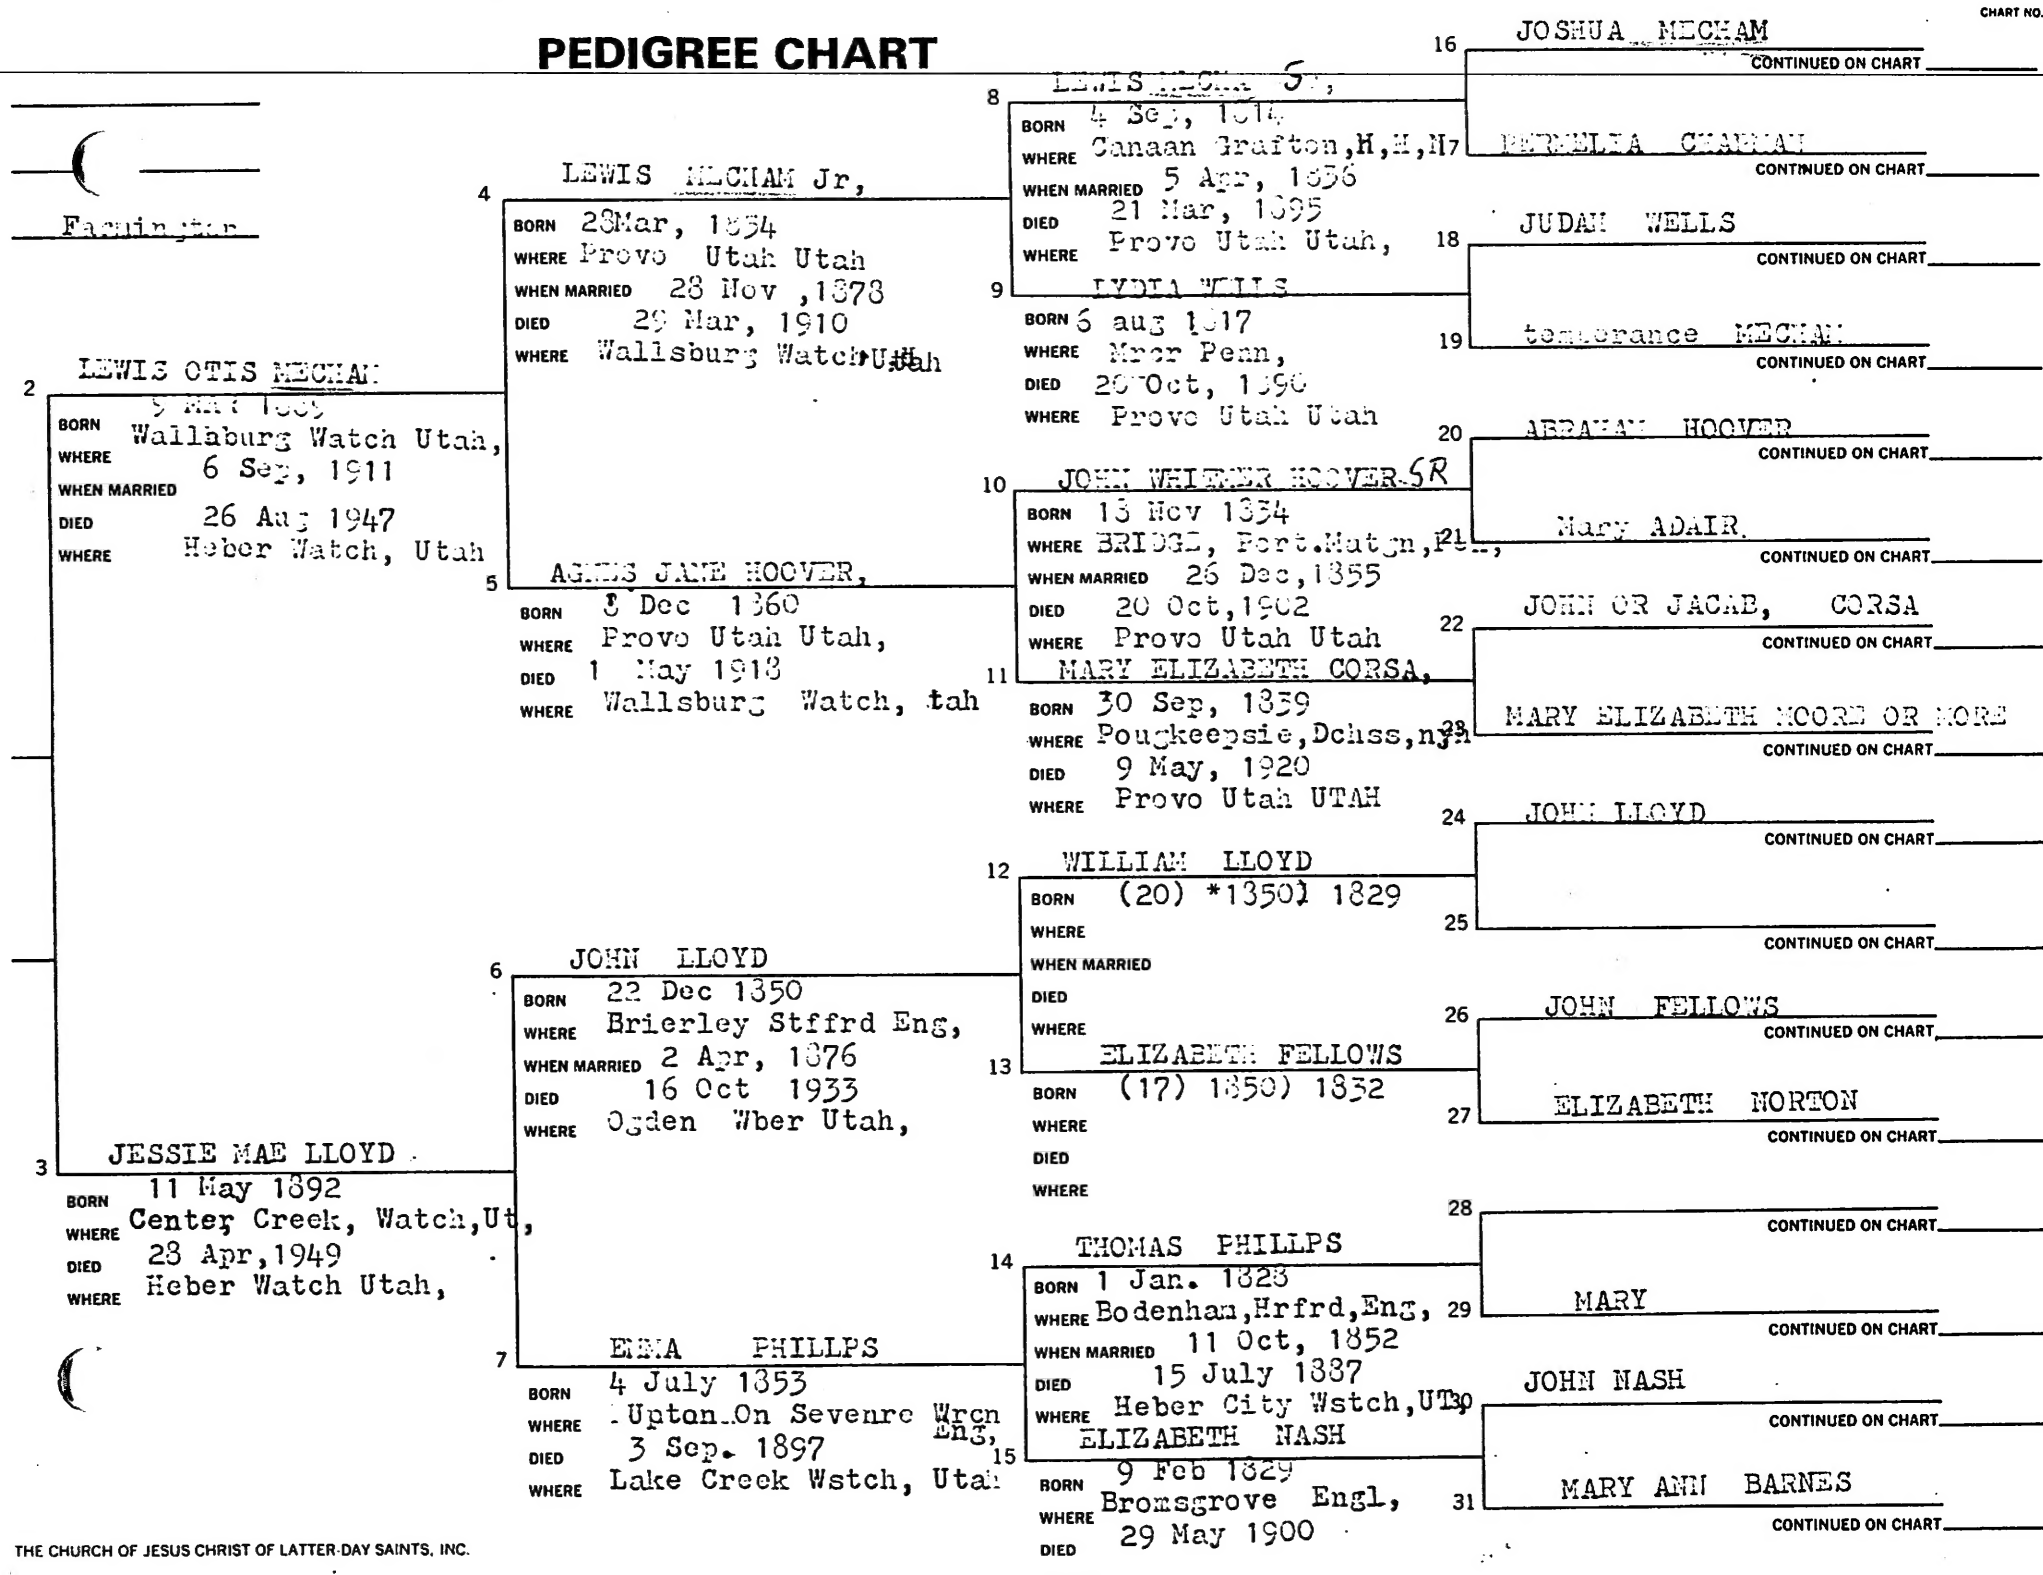 CHART NO.
PEDIGREE CHART
16 JOSHUA MECHAM
CONTINUED ON CHART
8 LEWIS
BORN 4 Sep, 1814
WHERE Canaan Grafton,H,H,N
WHEN MARRIED 5 Apr, 1836
DIED 21 Mar, 1895
WHERE Provo Utah Utah,
17 CHAPMAN
CONTINUED ON CHART
4 LEWIS MECHAM Jr,
BORN 28Mar, 1854
WHERE Provo Utah Utah
WHEN MARRIED 28 Nov ,1878
DIED 29 Mar, 1910
WHERE Wallsburg Watch Utah
18 JUDAH WELLS
CONTINUED ON CHART
9 LYDIA WELLS
BORN 6 aug 1817
WHERE Mrcr Penn,
DIED Oct, 1890
WHERE Provo Utah Utah
19 MECHAM
CONTINUED ON CHART
2 LEWIS OTIS MECHAM
BORN 9 MAR
WHERE Wallaburg Watch Utah,
WHEN MARRIED 6 Sep, 1911
DIED 26 Aug 1947
WHERE Heber Watch, Utah
20 ABRAHAM HOOVER
CONTINUED ON CHART
10 JOHN WHITMER HOOVER SR
BORN 13 Nov 1834
WHERE BRIDGE,
WHEN MARRIED 26 Dec,1855
DIED 20 Oct,1902
WHERE Provo Utah Utah
21 Mary ADAIR
CONTINUED ON CHART
5 AGNES JANE HOOVER,
BORN 8 Dec 1860
WHERE Provo Utah Utah,
DIED 1 May 1918
WHERE Wallsburg Watch, tah
22 JOHN OR JACAB, CORSA
CONTINUED ON CHART
11 MARY ELIZABETH CORSA,
BORN 30 Sep, 1839
WHERE Pougkeepsie,Dchss,nyh
DIED 9 May, 1920
WHERE Provo Utah UTAH
23 MARY ELIZABETH MOORE OR MORE
CONTINUED ON CHART
24 JOHN LLOYD
CONTINUED ON CHART
12 WILLIAM LLOYD
BORN (20) *1850) 1829
WHERE
WHEN MARRIED
DIED
WHERE
25
CONTINUED ON CHART
6 JOHN LLOYD
BORN 22 Dec 1850
WHERE Brierley Stffrd Eng,
WHEN MARRIED 2 Apr, 1876
DIED 16 Oct 1933
WHERE Ogden Wber Utah,
26 JOHN FELLOWS
CONTINUED ON CHART
13 ELIZABETH FELLOWS
BORN (17) 1850) 1832
WHERE
DIED
WHERE
27 ELIZABETH NORTON
CONTINUED ON CHART
3 JESSIE MAE LLOYD
BORN 11 May 1892
WHERE Center Creek, Watch,Ut,
DIED 28 Apr,1949
WHERE Heber Watch Utah,
28
CONTINUED ON CHART
14 THOMAS PHILLPS
BORN 1 Jan. 1828
WHERE Bodenham,Hrfrd,Eng,
WHEN MARRIED 11 Oct, 1852
DIED 15 July 1887
WHERE Heber City Wstch,UT,
29 MARY
CONTINUED ON CHART
7 EMMA PHILLPS
BORN 4 July 1853
WHERE Upton On Sevenre Wrcn
Eng,
DIED 3 Sep. 1897
WHERE Lake Creek Wstch, Utah
30 JOHN NASH
CONTINUED ON CHART
15 ELIZABETH NASH
BORN 9 Feb 1829
WHERE Bromsgrove Engl,
DIED 29 May 1900
31 MARY ANN BARNES
CONTINUED ON CHART
THE CHURCH OF JESUS CHRIST OF LATTER-DAY SAINTS, INC.